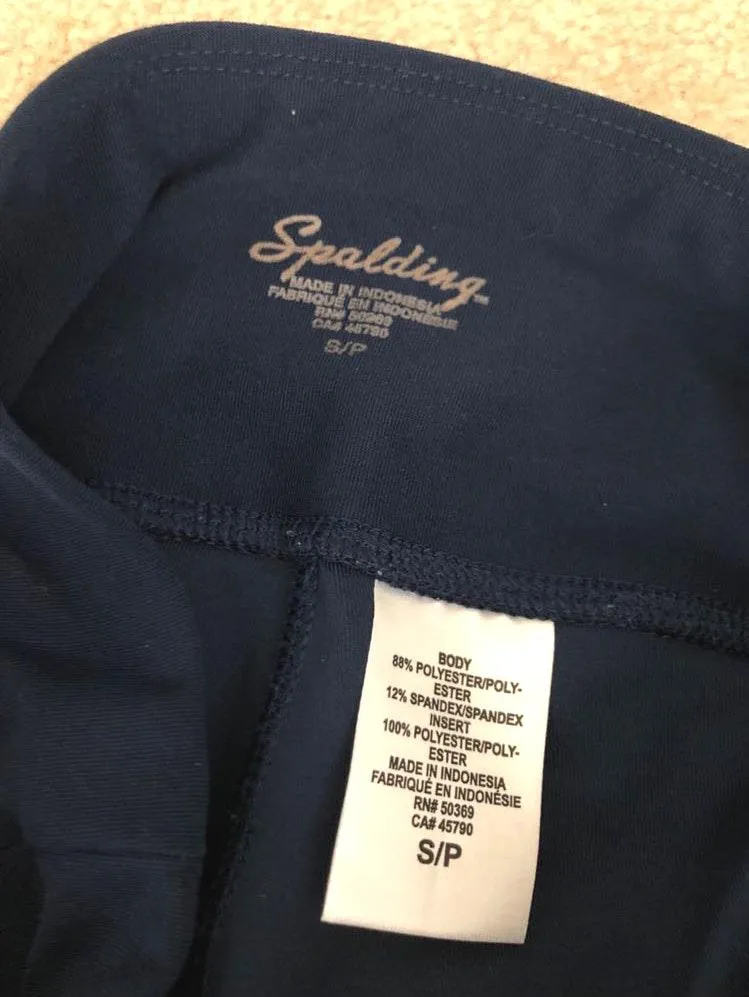 Spalding™
MADE IN INDONESIA
FABRIQUÉ EN INDONÉSIE
RN# 50369
CA# 45790
S/P
BODY
88% POLYESTER/POLY-
ESTER
12% SPANDEX/SPANDEX
INSERT
100% POLYESTER/POLY-
ESTER
MADE IN INDONESIA
FABRIQUÉ EN INDONÉSIE
RN# 50369
CA# 45790
S/P